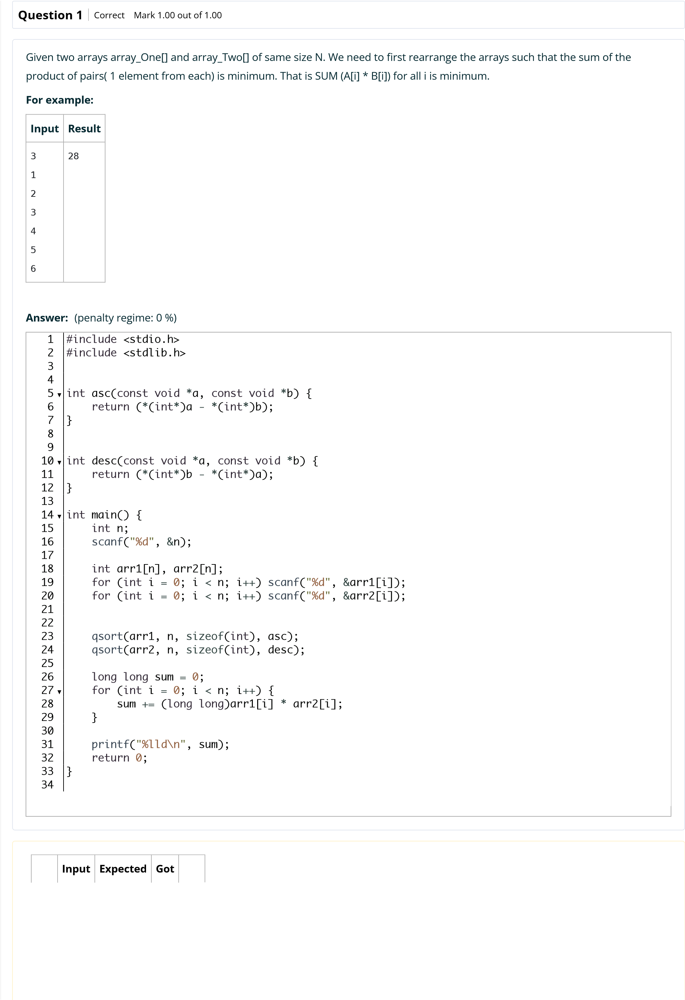 Question 1 Correct Mark 1.00 out of 1.00
Given two arrays array_One[] and array_Two[] of same size N. We need to first rearrange the arrays such that the sum of the
product of pairs( 1 element from each) is minimum. That is SUM (A[i] * B[i]) for all i is minimum.
For example:
Input Result
3 28
1
2
3
4
5
6
Answer: (penalty regime: 0 %)
1 #include <stdio.h>
2 #include <stdlib.h>
3
4
5 int asc(const void *a, const void *b) {
6     return (*(int*)a - *(int*)b);
7 }
8
9
10 int desc(const void *a, const void *b) {
11     return (*(int*)b - *(int*)a);
12 }
13
14 int main() {
15     int n;
16     scanf("%d", &n);
17
18     int arr1[n], arr2[n];
19     for (int i = 0; i < n; i++) scanf("%d", &arr1[i]);
20     for (int i = 0; i < n; i++) scanf("%d", &arr2[i]);
21
22
23     qsort(arr1, n, sizeof(int), asc);
24     qsort(arr2, n, sizeof(int), desc);
25
26     long long sum = 0;
27     for (int i = 0; i < n; i++) {
28         sum += (long long)arr1[i] * arr2[i];
29     }
30
31     printf("%lld\n", sum);
32     return 0;
33 }
34
Input Expected Got